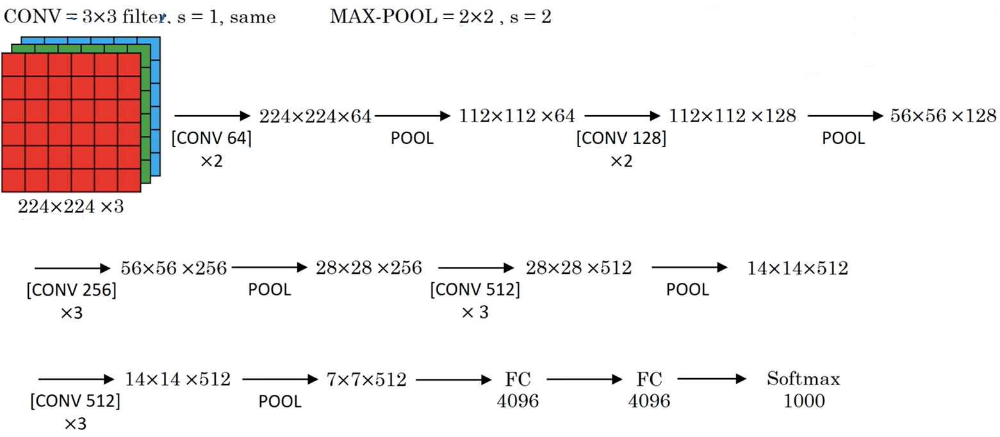 CONV = 3×3 filter, s = 1, same MAX-POOL = 2×2 , s = 2
224×224×64 112×112 ×64 112×112 ×128 56×56 ×128
[CONV 64] POOL [CONV 128] POOL
×2 ×2
224×224 ×3
56×56 ×256 28×28 ×256 28×28 ×512 14×14×512
[CONV 256] POOL [CONV 512] POOL
×3 × 3
14×14 ×512 7×7×512 FC FC Softmax
[CONV 512] POOL 4096 4096 1000
×3